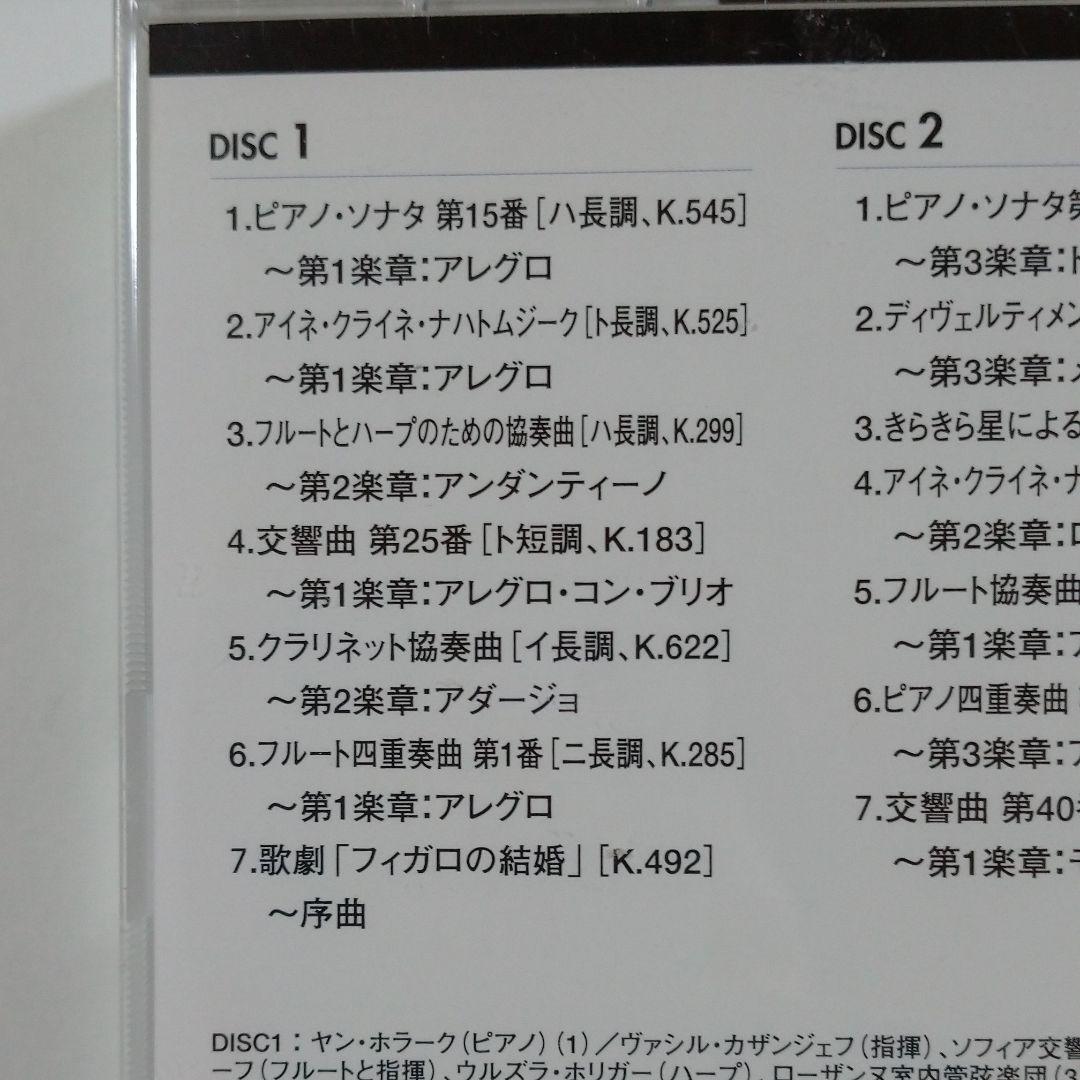 DISC 1
1.ピアノ・ソナタ 第15番[ハ長調、K.545]
～第1楽章：アレグロ
2.アイネ・クライネ・ナハトムジーク[ト長調、K.525]
～第1楽章：アレグロ
3.フルートとハープのための協奏曲[ハ長調、K.299]
～第2楽章：アンダンティーノ
4.交響曲 第25番[ト短調、K.183]
～第1楽章：アレグロ・コン・ブリオ
5.クラリネット協奏曲[イ長調、K.622]
～第2楽章：アダージョ
6.フルート四重奏曲 第1番[ニ長調、K.285]
～第1楽章：アレグロ
7.歌劇「フィガロの結婚」[K.492]
～序曲
DISC 2
1.ピアノ・ソナタ第
～第3楽章：ト
2.ディヴェルティメン
～第3楽章：メ
3.きらきら星による
4.アイネ・クライネ・ナ
～第2楽章：ロ
5.フルート協奏曲
～第1楽章：ア
6.ピアノ四重奏曲
～第3楽章：ア
7.交響曲 第40
～第1楽章：モ
DISC1：ヤン・ホラーク（ピアノ）（1）／ヴァシル・カザンジェフ（指揮）、ソフィア交響
ーフ（フルートと指揮）、ウルズラ・ホリガー（ハープ）、ローザンヌ室内管弦楽団（3